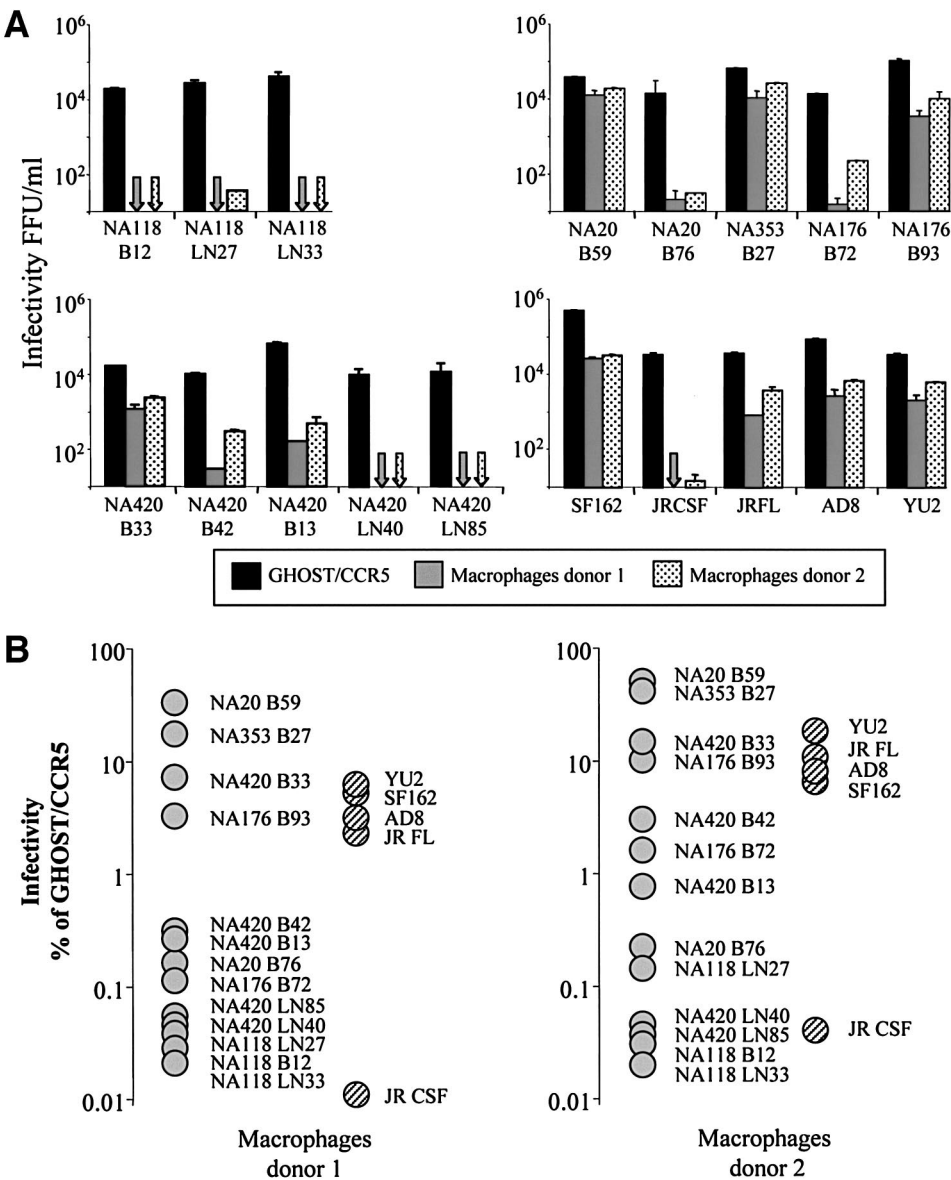 A
Infectivity FFU/ml
10^6
10^4
10^2
NA118 B12
NA118 LN27
NA118 LN33
10^6
10^4
10^2
NA20 B59
NA20 B76
NA353 B27
NA176 B72
NA176 B93
10^6
10^4
10^2
NA420 B33
NA420 B42
NA420 B13
NA420 LN40
NA420 LN85
10^6
10^4
10^2
SF162
JRCSF
JRFL
AD8
YU2
GHOST/CCR5
Macrophages donor 1
Macrophages donor 2
B
Infectivity
% of GHOST/CCR5
100
10
1
0.1
0.01
NA20 B59
NA353 B27
NA420 B33
NA176 B93
NA420 B42
NA420 B13
NA20 B76
NA176 B72
NA420 LN85
NA420 LN40
NA118 LN27
NA118 B12
NA118 LN33
YU2
SF162
AD8
JR FL
JR CSF
Macrophages
donor 1
100
10
1
0.1
0.01
NA20 B59
NA353 B27
NA420 B33
NA176 B93
NA420 B42
NA176 B72
NA420 B13
NA20 B76
NA118 LN27
NA420 LN40
NA420 LN85
NA118 B12
NA118 LN33
YU2
JR FL
AD8
SF162
JR CSF
Macrophages
donor 2